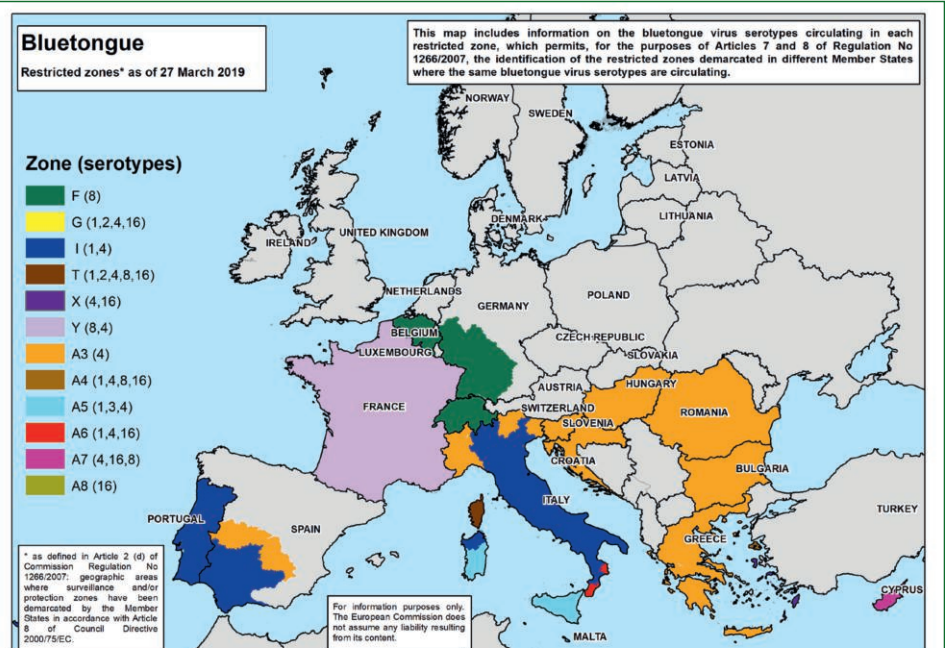 Bluetongue
Restricted zones* as of 27 March 2019
This map includes information on the bluetongue virus serotypes circulating in each
restricted zone, which permits, for the purposes of Articles 7 and 8 of Regulation No
1266/2007, the identification of the restricted zones demarcated in different Member States
where the same bluetongue virus serotypes are circulating.
Zone (serotypes)
F (8)
G (1,2,4,16)
I (1,4)
T (1,2,4,8,16)
X (4,16)
Y (8,4)
A3 (4)
A4 (1,4,8,16)
A5 (1,3,4)
A6 (1,4,16)
A7 (4,16,8)
A8 (16)
NORWAY
SWEDEN
ESTONIA
LATVIA
LITHUANIA
DENMARK
UNITED KINGDOM
IRELAND
NETHERLANDS
GERMANY
POLAND
BELGIUM
CZECH REPUBLIC
LUXEMBOURG
SLOVAKIA
AUSTRIA
HUNGARY
FRANCE
SWITZERLAND
ROMANIA
SLOVENIA
CROATIA
BULGARIA
ITALY
PORTUGAL
SPAIN
TURKEY
GREECE
CYPRUS
MALTA
* as defined in Article 2 (d) of
Commission Regulation No
1266/2007: geographic areas
where surveillance and/or
protection zones have been
demarcated by the Member
States in accordance with Article
8 of Council Directive
2000/75/EC.
For information purposes only.
The European Commission does
not assume any liability resulting
from its content.